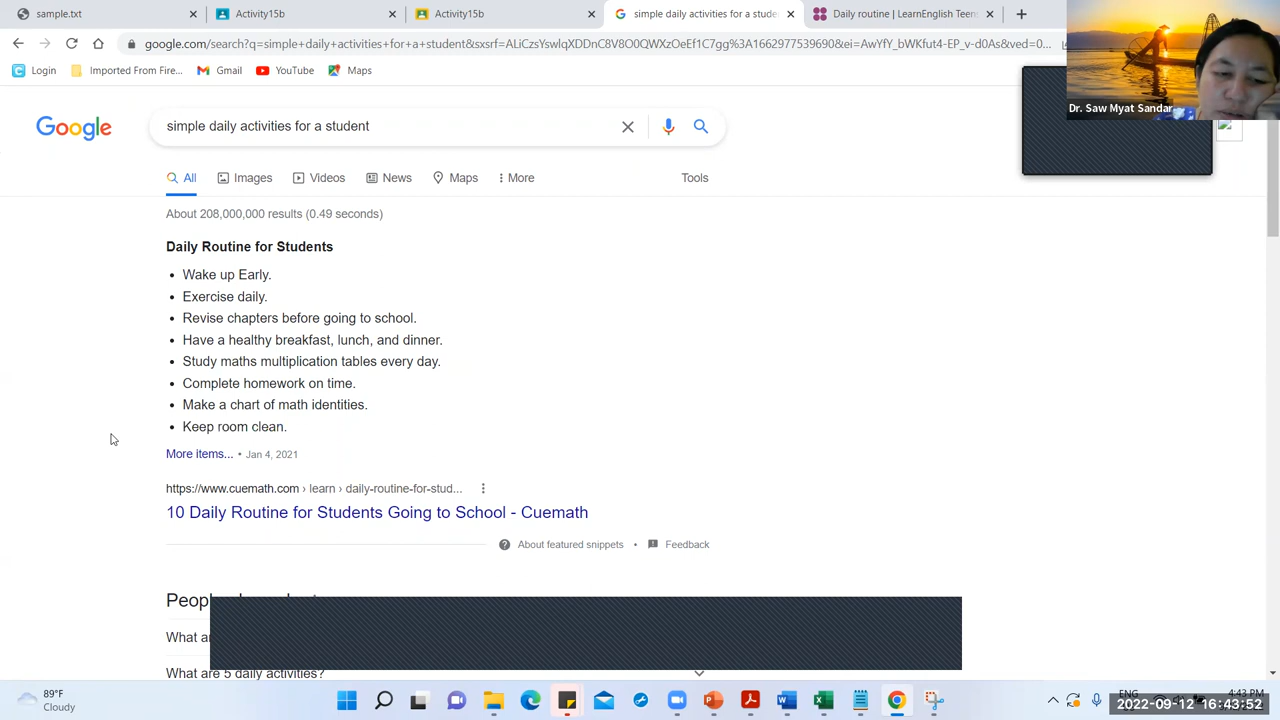 sample.txt
Activity15b
Activity15b
simple daily activities for a stude
Daily routine | LearnEnglish Teen
google.com/search?q=simple+daily+activities+for+a+student&sxsrf=ALiCzsYswlqXDDnC8V8O0QWXzOeEf1C7gg%3A1662977539690&ei=AwYfY_bWKfut4-EP_v-d0As&ved=0...
Login
Imported From Fire...
Gmail
YouTube
Maps
Dr. Saw Myat Sandar
Google
simple daily activities for a student
All
Images
Videos
News
Maps
More
Tools
About 208,000,000 results (0.49 seconds)
Daily Routine for Students
• Wake up Early.
• Exercise daily.
• Revise chapters before going to school.
• Have a healthy breakfast, lunch, and dinner.
• Study maths multiplication tables every day.
• Complete homework on time.
• Make a chart of math identities.
• Keep room clean.
More items... • Jan 4, 2021
https://www.cuemath.com › learn › daily-routine-for-stud...
10 Daily Routine for Students Going to School - Cuemath
About featured snippets • Feedback
What
What are 5 daily activities?
89°F
Cloudy
ENG
4:43 PM
2022-09-12 16:43:52